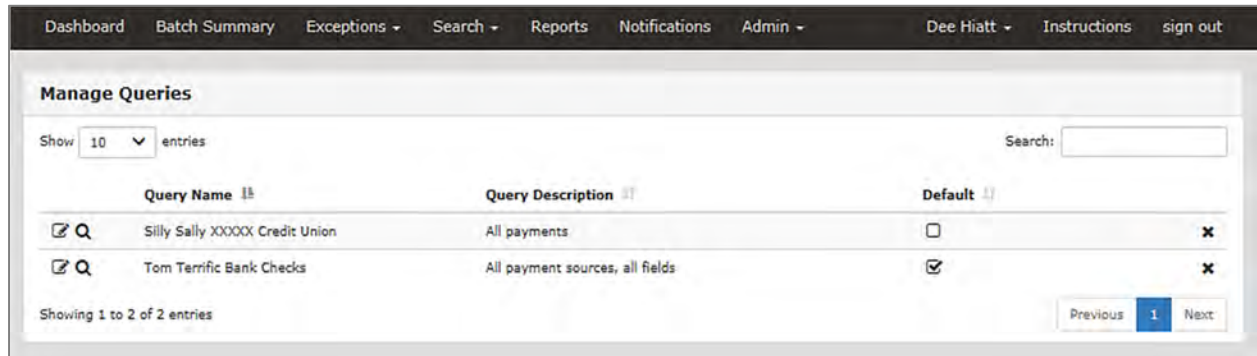 Dashboard Batch Summary Exceptions Search Reports Notifications Admin Dee Hiatt Instructions sign out
Manage Queries
Show 10 entries Search:
Query Name Query Description Default
Silly Sally XXXXX Credit Union All payments
Tom Terrific Bank Checks All payment sources, all fields
Showing 1 to 2 of 2 entries Previous 1 Next